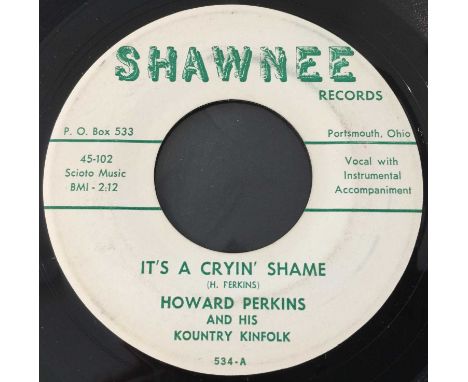 SHAWNEE
RECORDS
P. O. Box 533
Portsmouth, Ohio
45-102
Scioto Music
BMI - 2:12
Vocal with
Instrumental
Accompaniment
IT'S A CRYIN' SHAME
(H. PERKINS)
HOWARD PERKINS
AND HIS
KOUNTRY KINFOLK
534-A